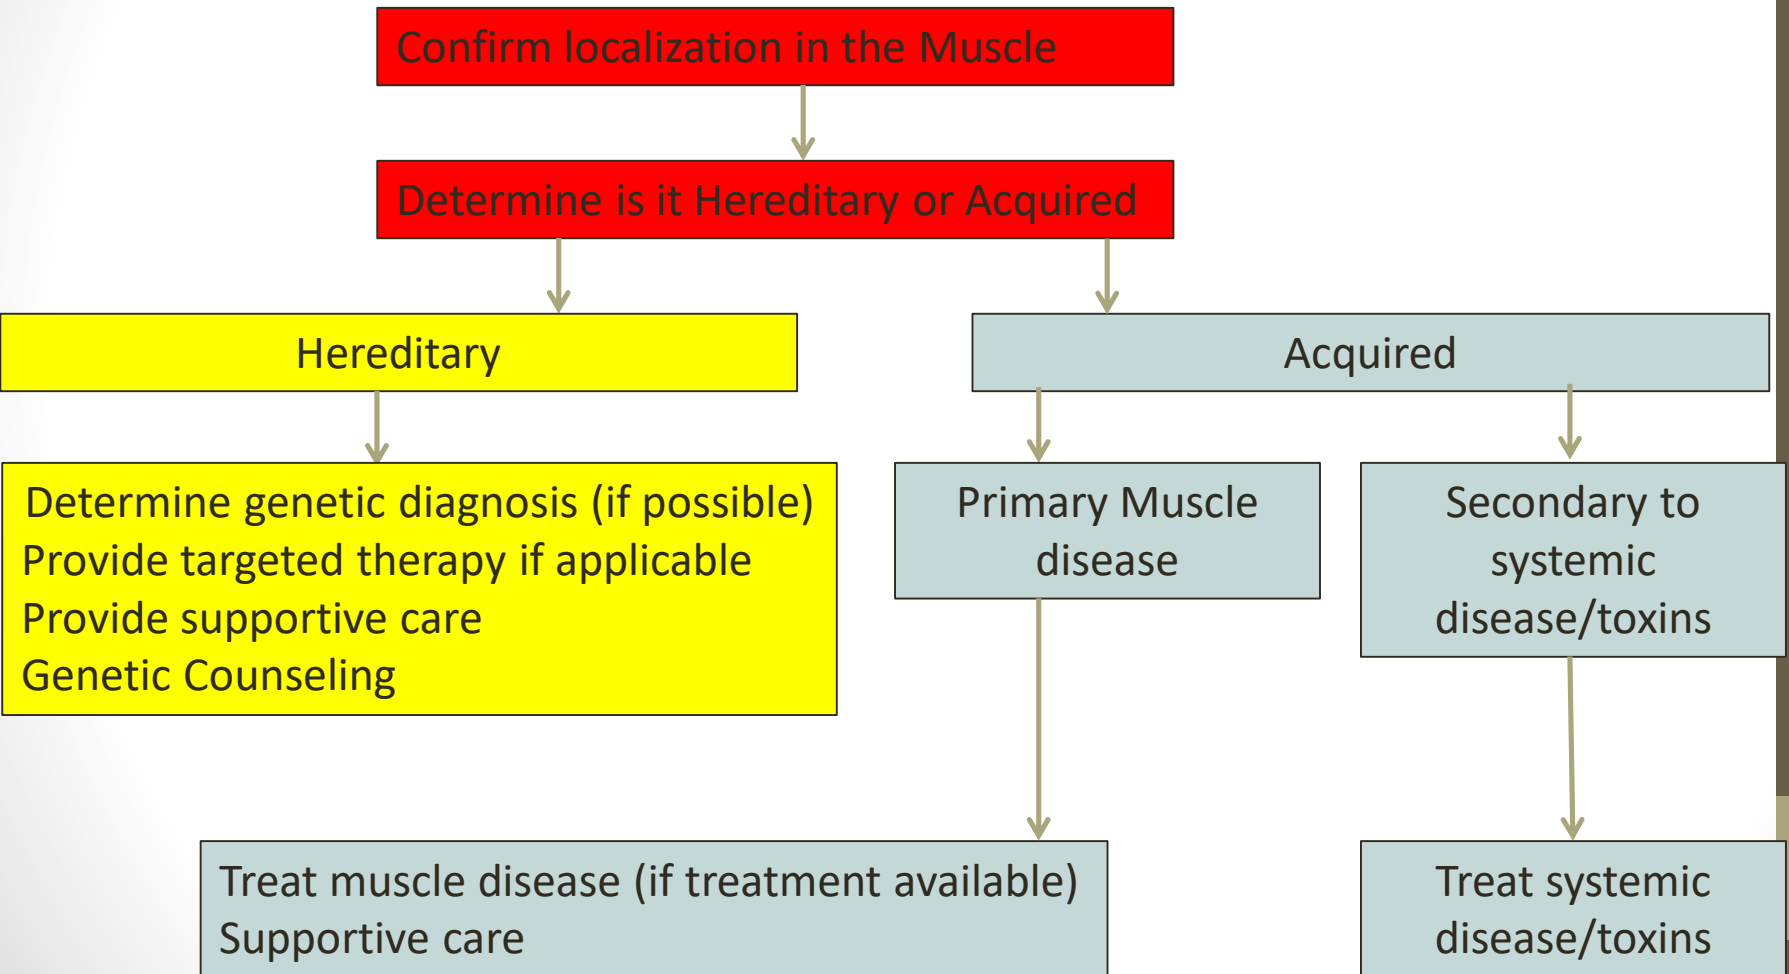 Confirm localization in the Muscle
Determine is it Hereditary or Acquired
Hereditary
Acquired
Determine genetic diagnosis (if possible)
Provide targeted therapy if applicable
Provide supportive care
Genetic Counseling
Primary Muscle
disease
Secondary to
systemic
disease/toxins
Treat muscle disease (if treatment available)
Supportive care
Treat systemic
disease/toxins